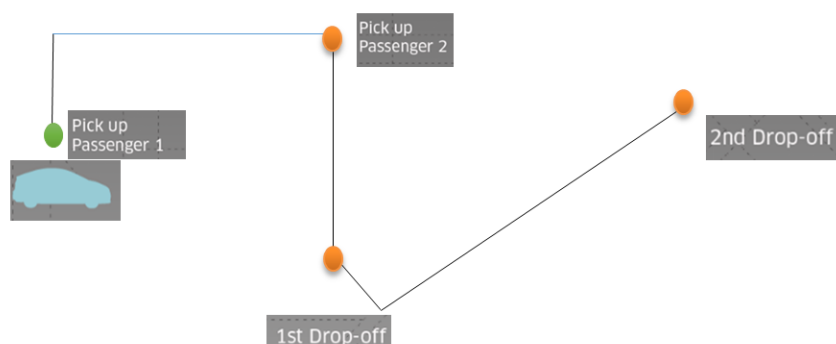 Pick up
Passenger 2
Pick up
Passenger 1
2nd Drop-off
1st Drop-off